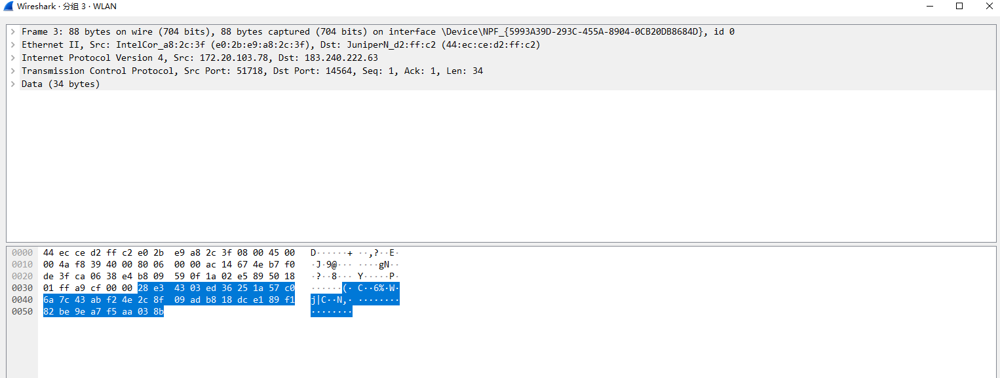 Wireshark · 分组 3 · WLAN
Frame 3: 88 bytes on wire (704 bits), 88 bytes captured (704 bits) on interface \Device\NPF_{5993A39D-293C-455A-8904-0CB20DB8684D}, id 0
Ethernet II, Src: IntelCor_a8:2c:3f (e0:2b:e9:a8:2c:3f), Dst: JuniperN_d2:ff:c2 (44:ec:ce:d2:ff:c2)
Internet Protocol Version 4, Src: 172.20.103.78, Dst: 183.240.222.63
Transmission Control Protocol, Src Port: 51718, Dst Port: 14564, Seq: 1, Ack: 1, Len: 34
Data (34 bytes)
0000 44 ec ce d2 ff c2 e0 2b e9 a8 2c 3f 08 00 45 00 D······+ ··,?··E·
0010 00 4a f8 39 40 00 80 06 00 00 ac 14 67 4e b7 f0 ·J·9@··· ····gN··
0020 de 3f ca 06 38 e4 b8 09 59 0f 1a 02 e5 89 50 18 ·?··8··· Y·····P·
0030 01 ff a9 cf 00 00 28 e3 43 03 ed 36 25 1a 57 c0 ······(· C··6%·W·
0040 6a 7c 43 ab f2 4e 2c 8f 09 ad b8 18 dc e1 89 f1 j|C··N,· ········
0050 82 be 9e a7 f5 aa 03 8b ········